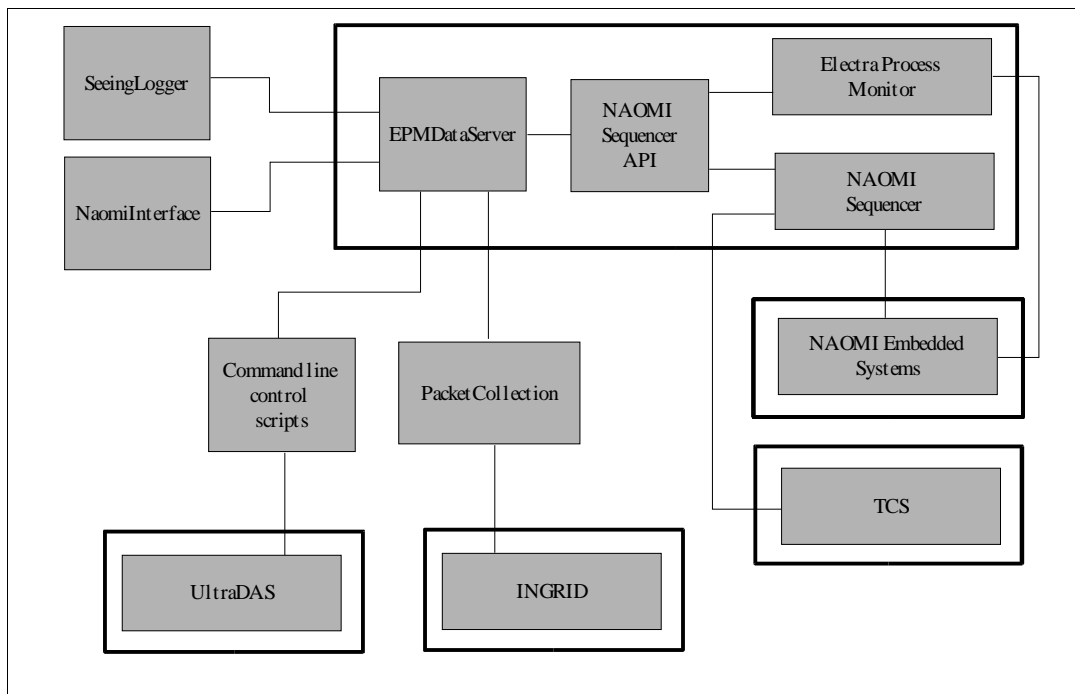 SeeingLogger
NaomiInterface
EPMDataServer
NAOMI
Sequencer
API
Electra Process
Monitor
NAOMI
Sequencer
NAOMI Embedded
Systems
Command line
control
scripts
PacketCollection
TCS
UltraDAS
INGRID